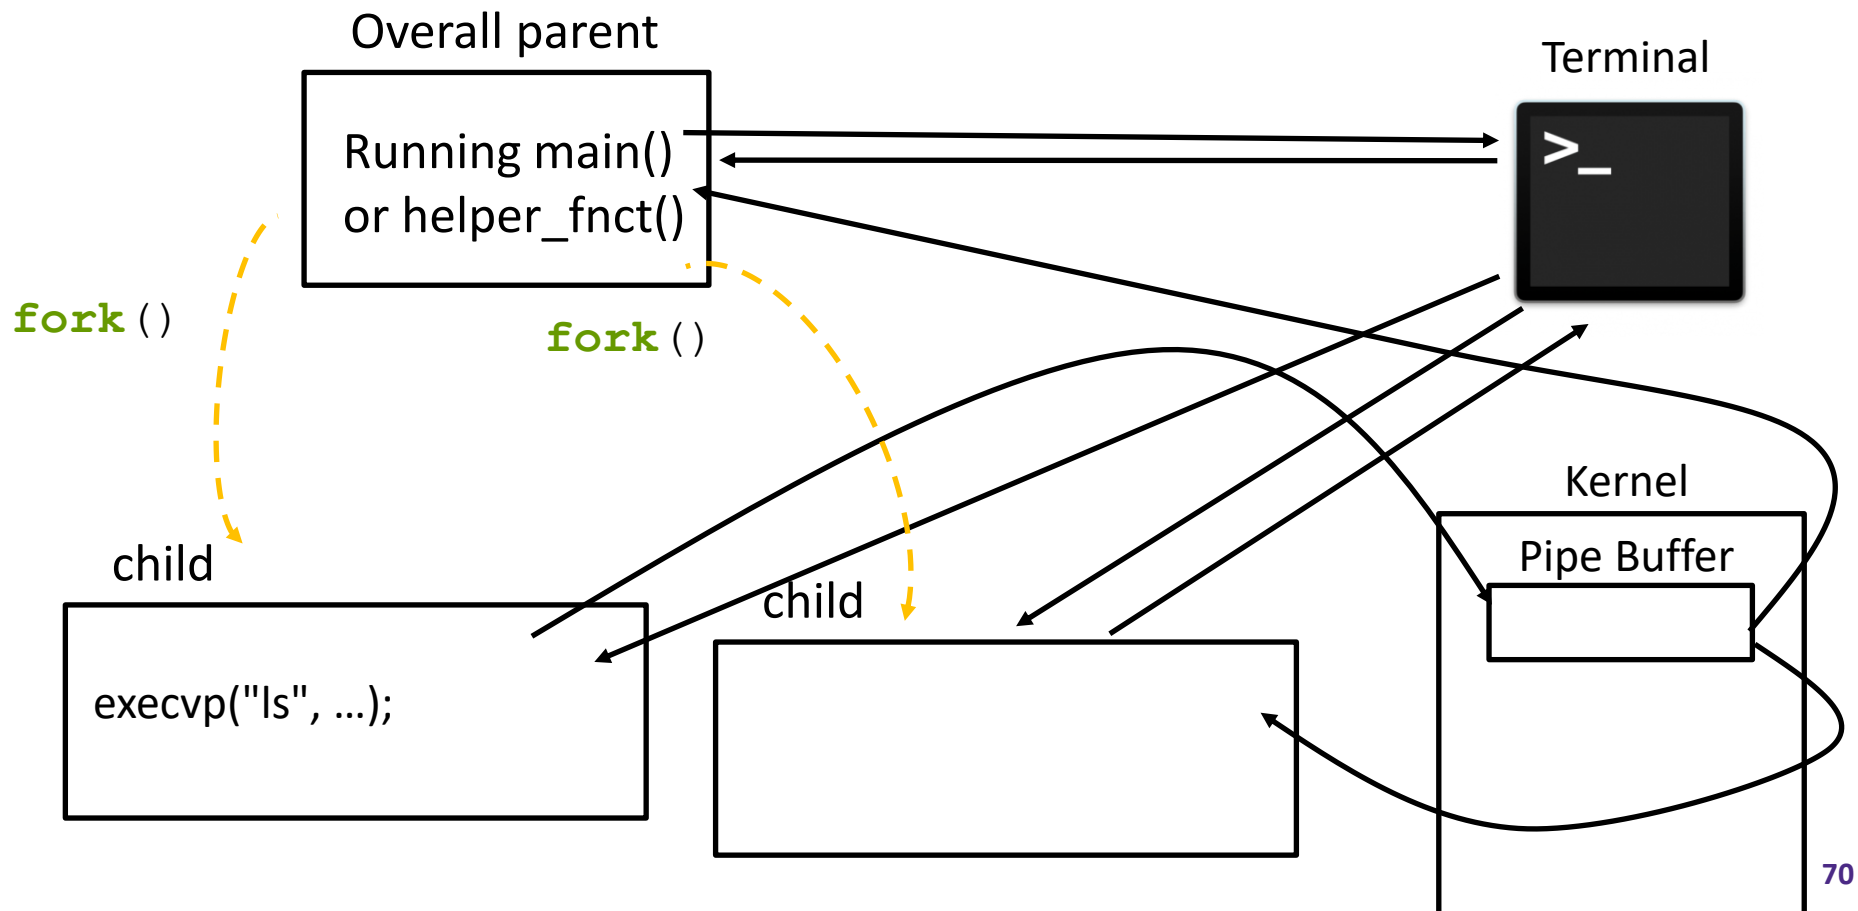 Overall parent
Terminal
>_
Running main()
or helper_fnct()
fork()
fork()
Kernel
Pipe Buffer
child
child
execvp("ls", …);
70